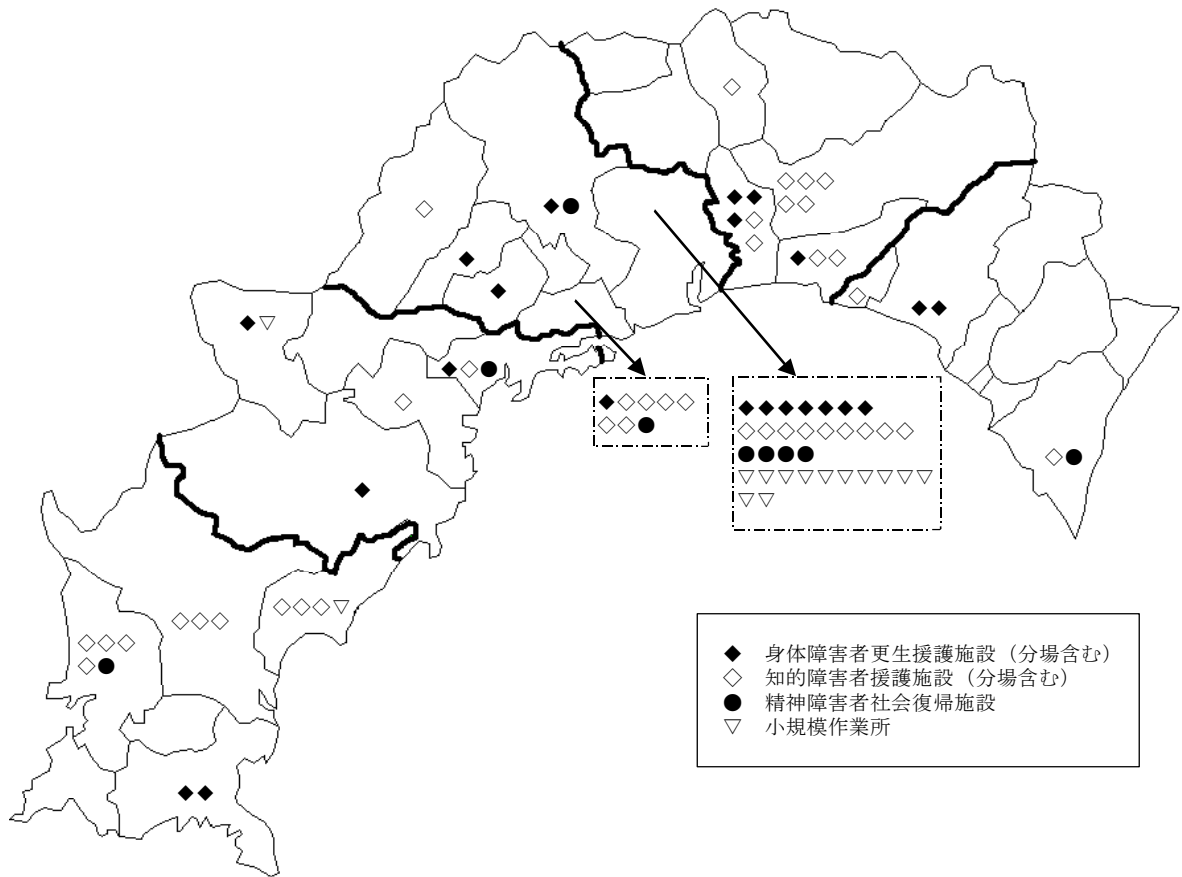 ◆ 身体障害者更生援護施設（分場含む）
◇ 知的障害者援護施設（分場含む）
● 精神障害者社会復帰施設
▽ 小規模作業所